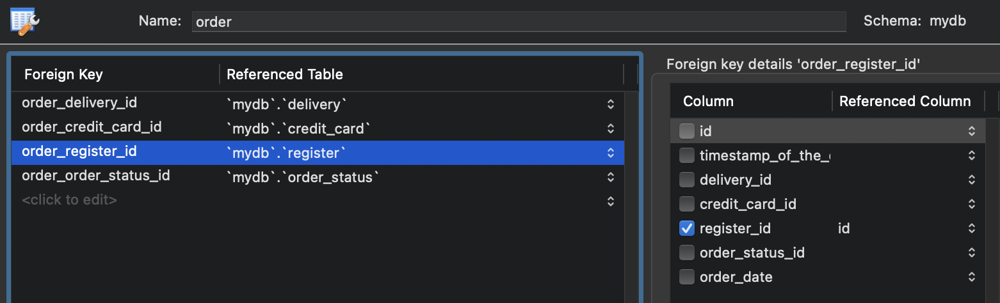 Name: order Schema: mydb
Foreign Key Referenced Table
order_delivery_id `mydb`.`delivery`
order_credit_card_id `mydb`.`credit_card`
order_register_id `mydb`.`register`
order_order_status_id `mydb`.`order_status`
<click to edit>
Foreign key details 'order_register_id'
Column Referenced Column
id
timestamp_of_the_
delivery_id
credit_card_id
register_id id
order_status_id
order_date